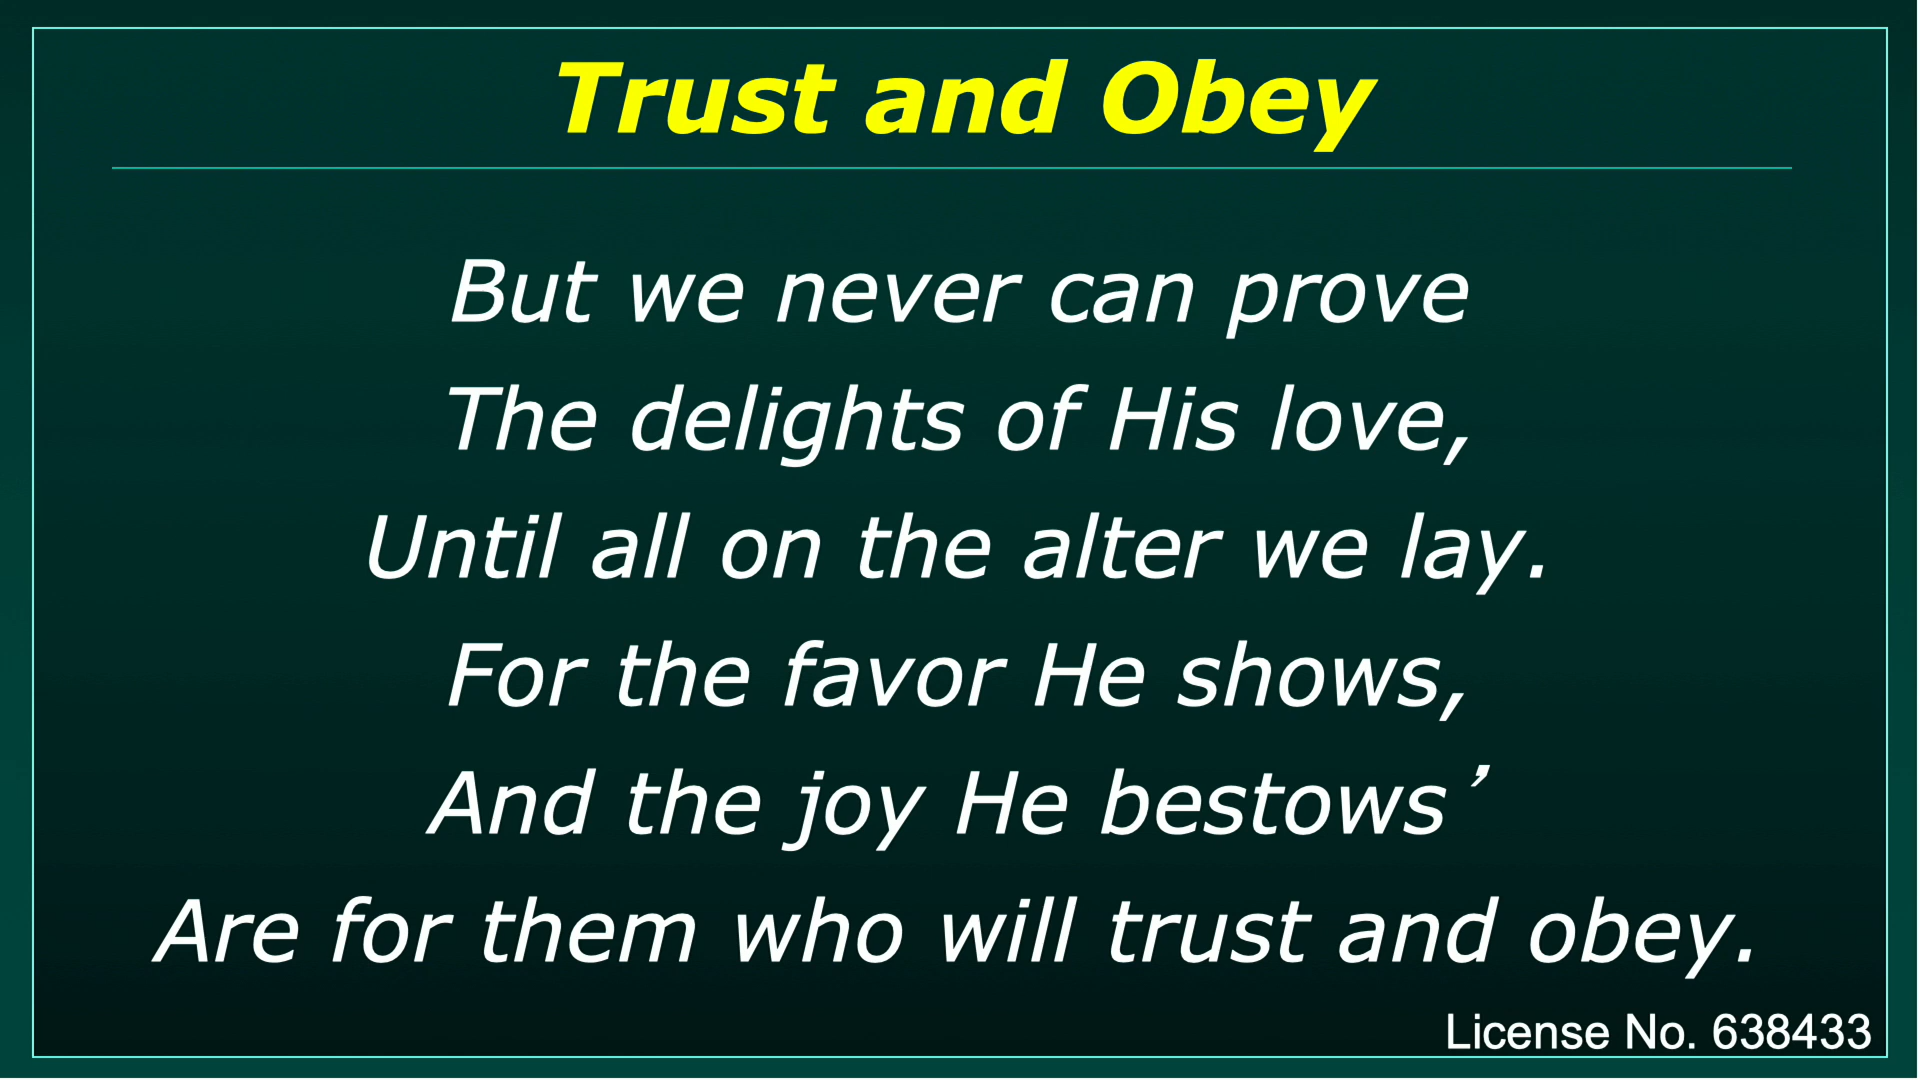 Trust and Obey
But we never can prove
The delights of His love,
Until all on the alter we lay.
For the favor He shows,
And the joy He bestows’
Are for them who will trust and obey.
License No. 638433